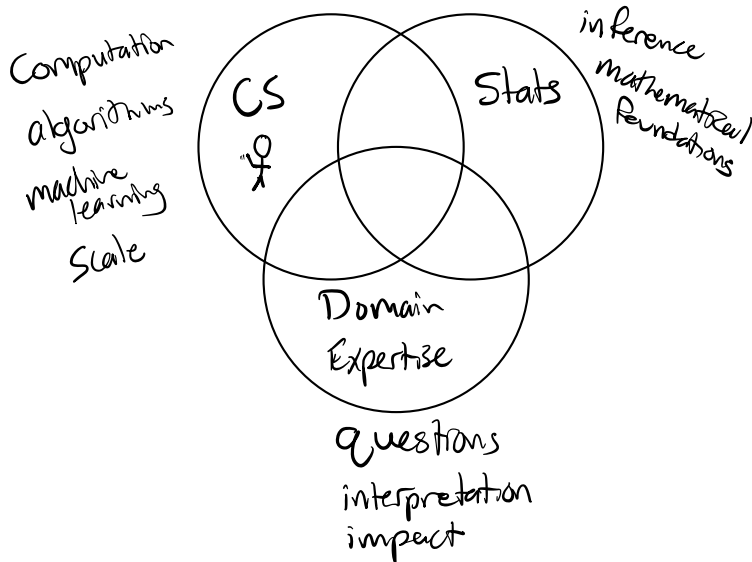 Computation
algorithms
machine
learning
Scale
CS
Stats
inference
mathematical
foundations
Domain
Expertise
questions
interpretation
impact